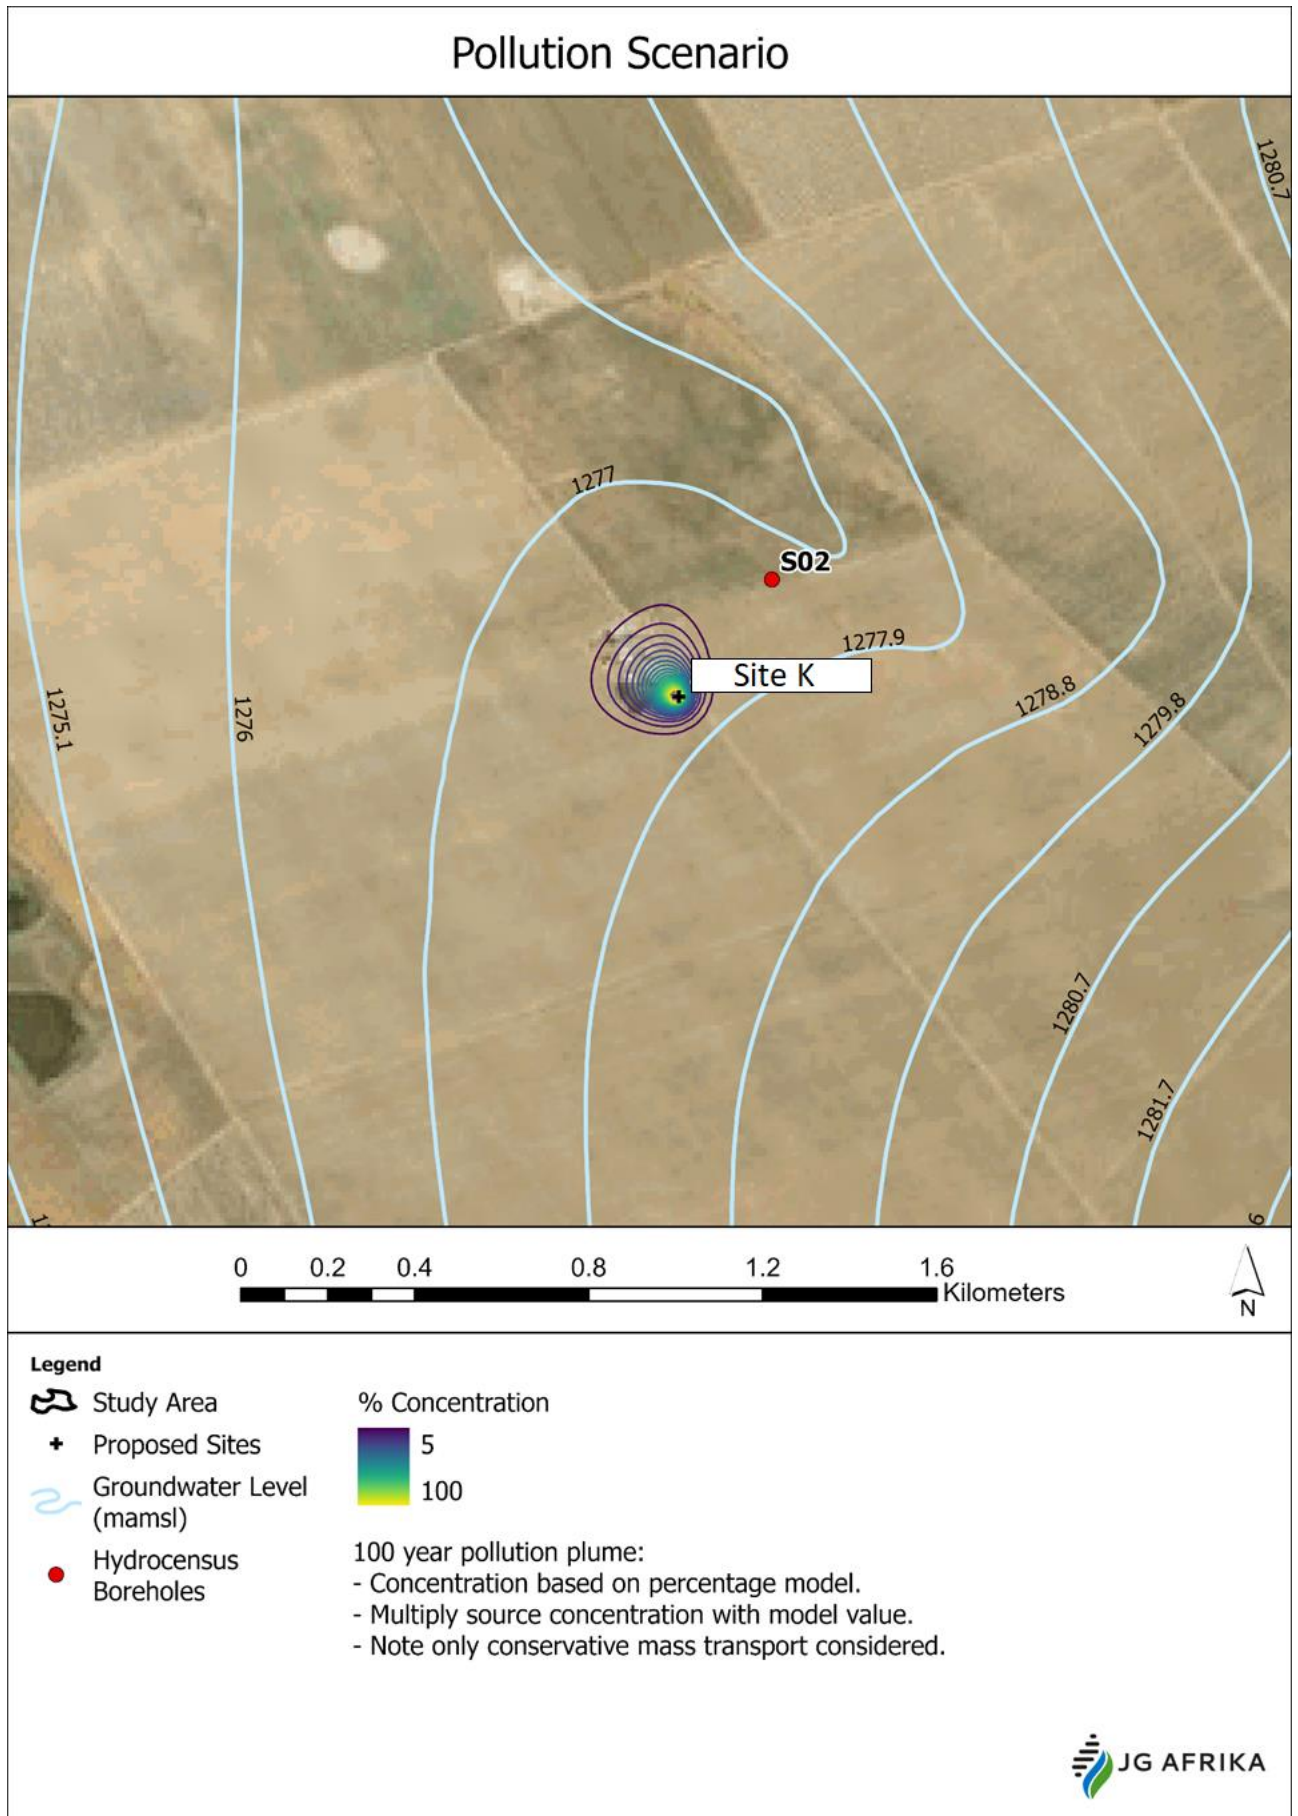 Pollution Scenario
1280.7
1277
S02
1277.9
Site K
1278.8
1279.8
1275.1
1276
1280.7
1281.7
6
0 0.2 0.4 0.8 1.2 1.6
Kilometers
N
Legend
Study Area
Proposed Sites
Groundwater Level
(mamsl)
Hydrocensus
Boreholes
% Concentration
5
100
100 year pollution plume:
- Concentration based on percentage model.
- Multiply source concentration with model value.
- Note only conservative mass transport considered.
JG AFRIKA